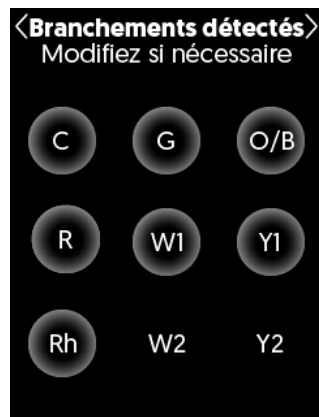 <Branchements détectés>
Modifiez si nécessaire
C G O/B
R W1 Y1
Rh W2 Y2